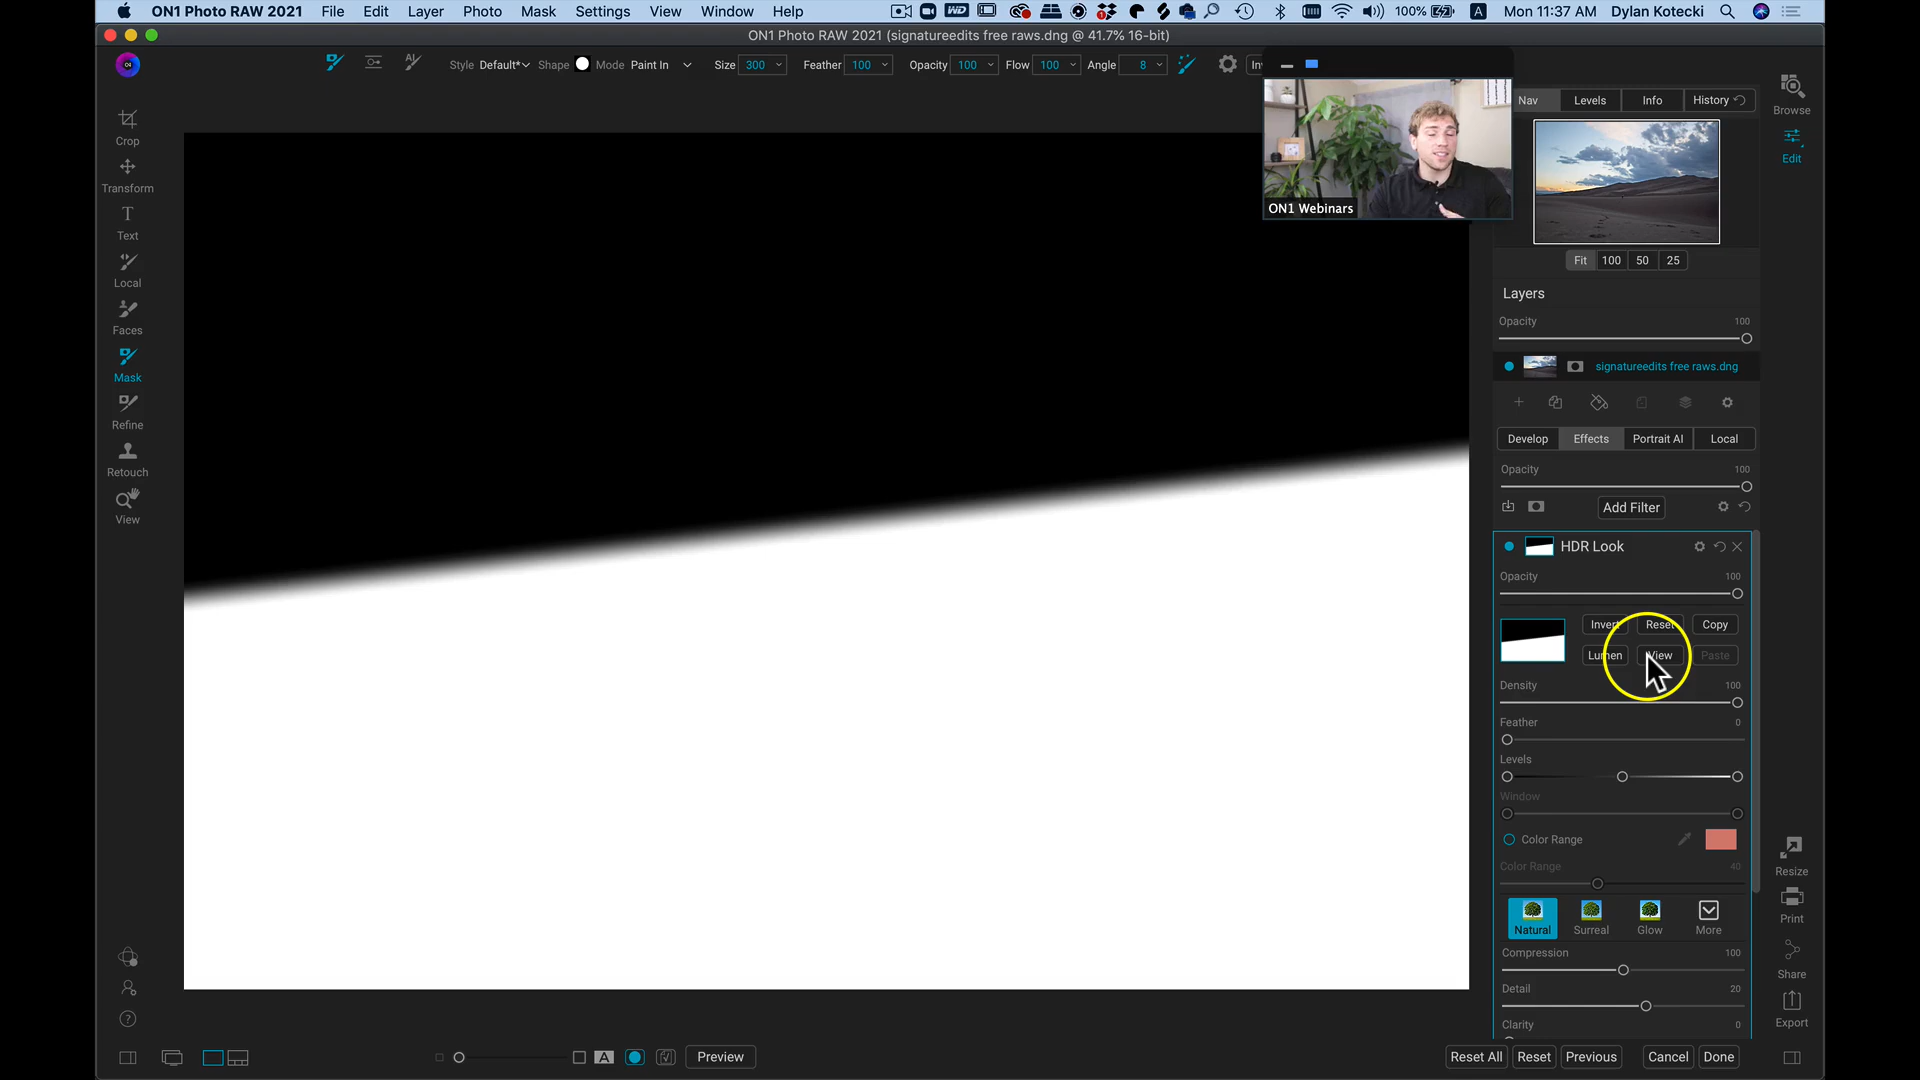 ON1 Photo RAW 2021 File Edit Layer Photo Mask Settings View Window Help 100% A Mon 11:37 AM Dylan Kotecki
ON1 Photo RAW 2021 (signatureedits free raws.dng @ 41.7% 16-bit)
Style Default* Shape Mode Paint In Size 300 Feather 100 Opacity 100 Flow 100 Angle 8
Crop
Transform
Text
Local
Faces
Mask
Refine
Retouch
View
ON1 Webinars
Nav Levels Info History
Browse
Edit
Fit 100 50 25
Layers
Opacity 100
signatureedits free raws.dng
Develop Effects Portrait AI Local
Opacity 100
Add Filter
HDR Look
Opacity 100
Invert Reset Copy
Lumen View Paste
Density 100
Feather 0
Levels
Window
Color Range
Color Range 40
Natural Surreal Glow More
Compression 100
Detail 20
Clarity 0
Resize
Print
Share
Export
A Preview Reset All Reset Previous Cancel Done